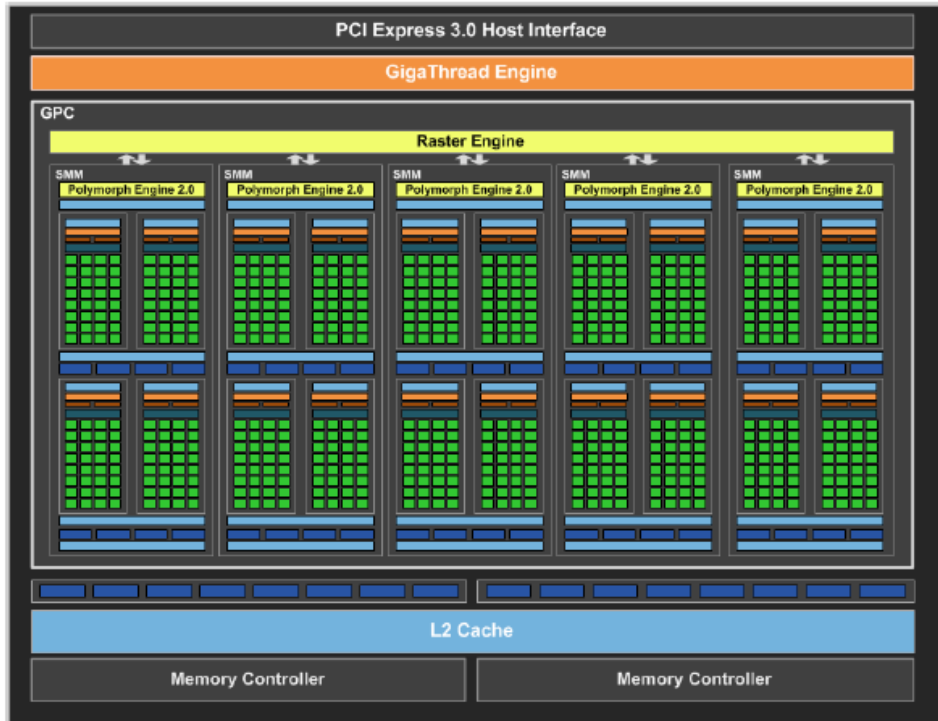 PCI Express 3.0 Host Interface
GigaThread Engine
GPC
Raster Engine
SMM SMM SMM SMM SMM
Polymorph Engine 2.0 Polymorph Engine 2.0 Polymorph Engine 2.0 Polymorph Engine 2.0 Polymorph Engine 2.0
L2 Cache
Memory Controller Memory Controller